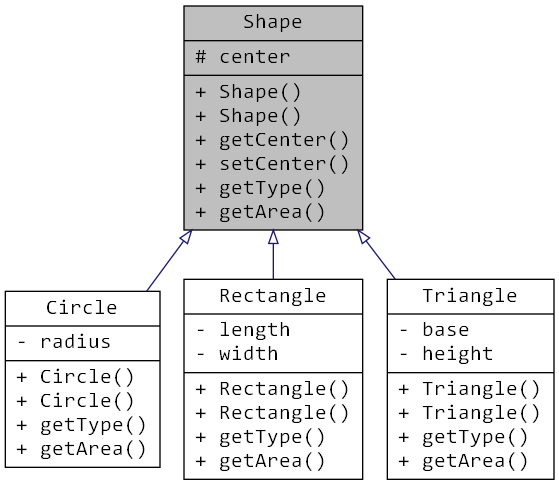 Shape
# center
+ Shape()
+ Shape()
+ getCenter()
+ setCenter()
+ getType()
+ getArea()
Circle
- radius
+ Circle()
+ Circle()
+ getType()
+ getArea()
Rectangle
- length
- width
+ Rectangle()
+ Rectangle()
+ getType()
+ getArea()
Triangle
- base
- height
+ Triangle()
+ Triangle()
+ getType()
+ getArea()